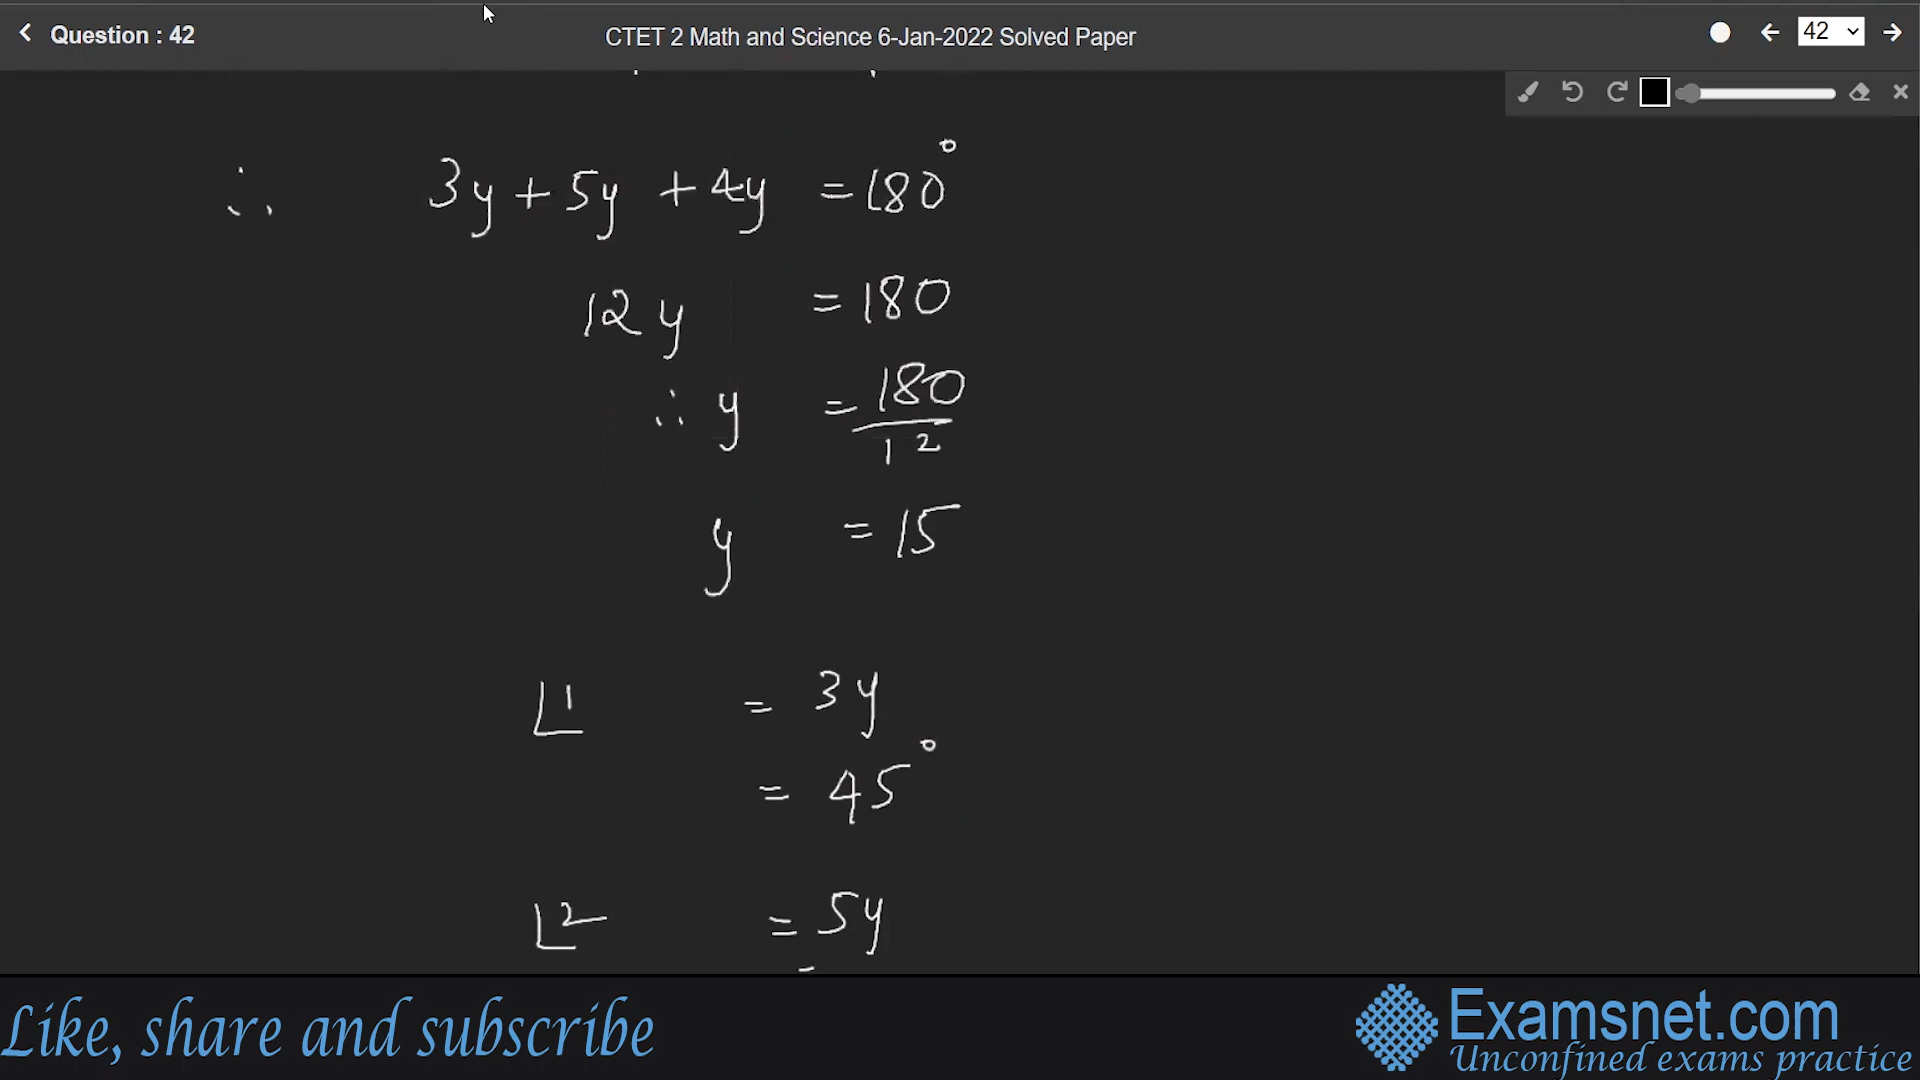 Question : 42
CTET 2 Math and Science 6-Jan-2022 Solved Paper
42
∴ 3y + 5y + 4y = 180°
12y = 180
∴ y = 180/12
y = 15
∠1 = 3y
= 45°
∠2 = 5y
=
Like, share and subscribe
Examsnet.com
Unconfined exams practice